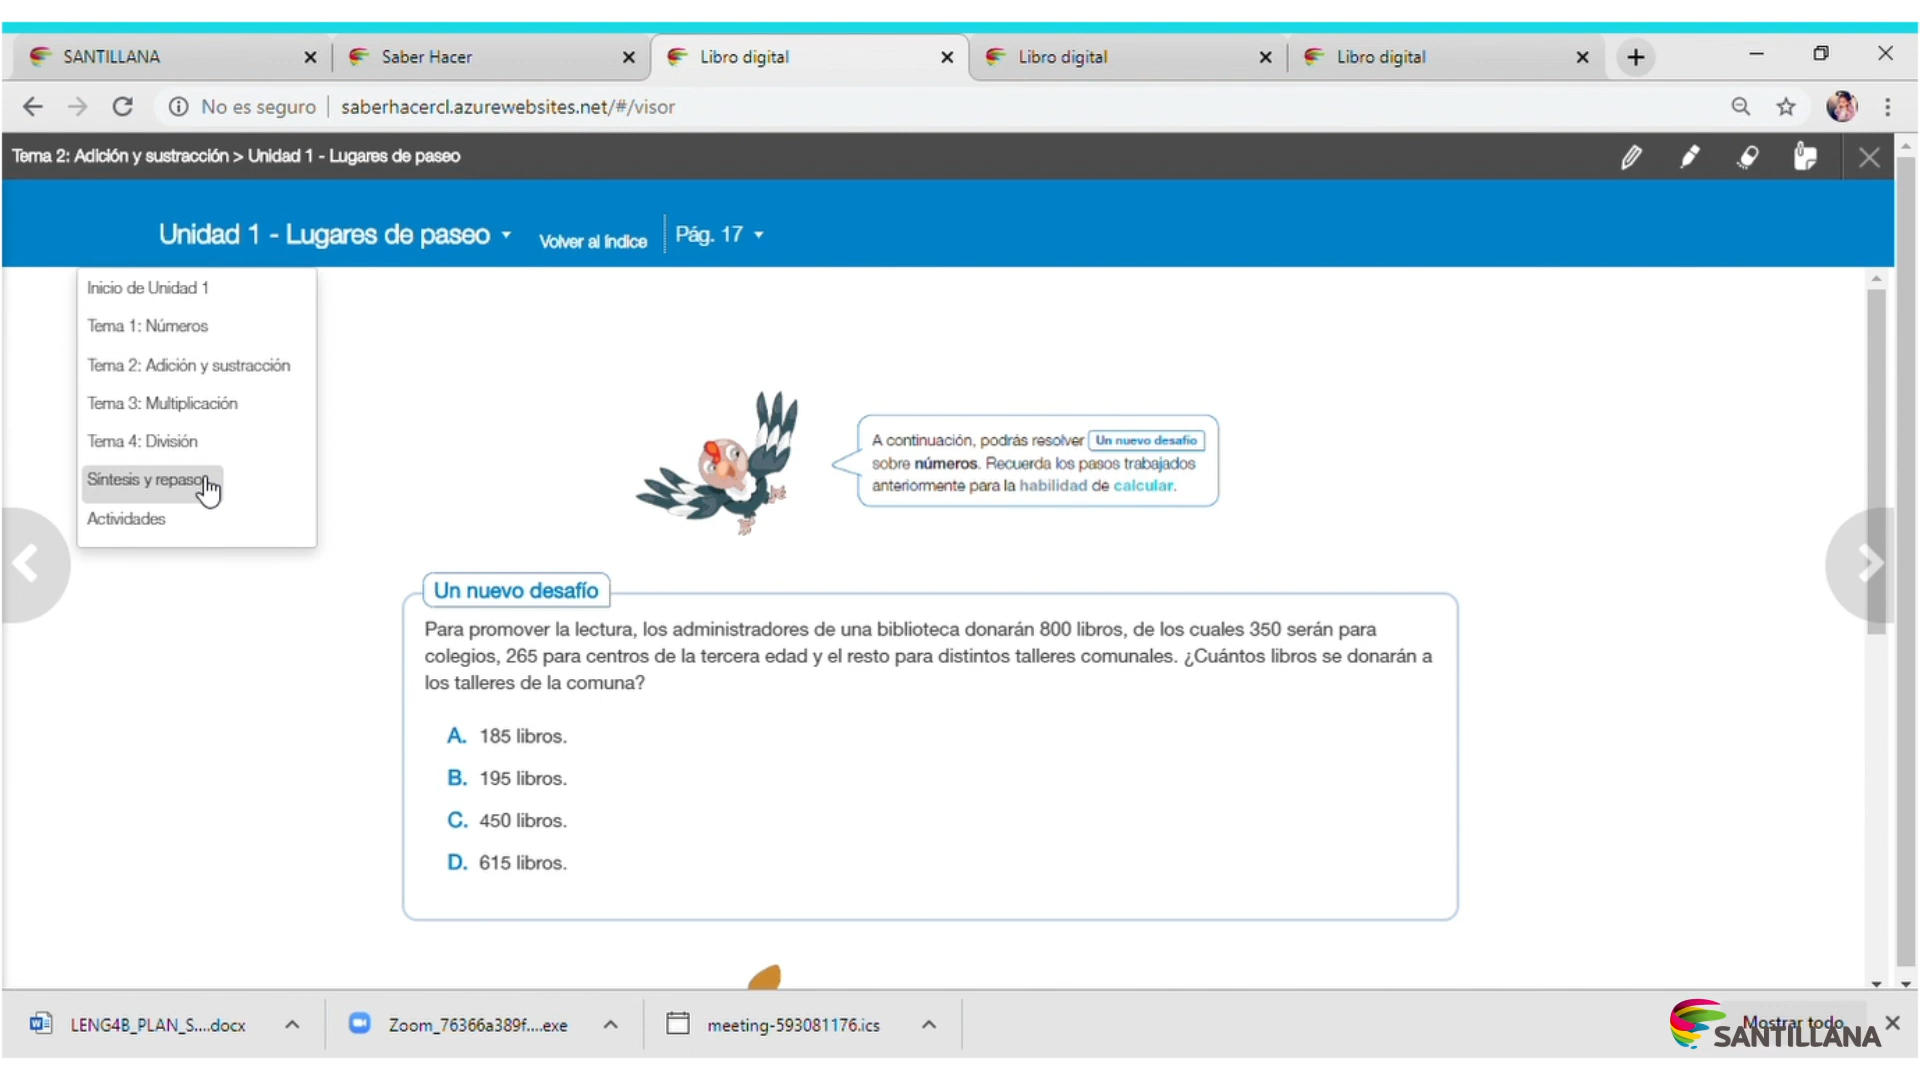 SANTILLANA
Saber Hacer
Libro digital
Libro digital
Libro digital
No es seguro
saberhacercl.azurewebsites.net/#/visor
Tema 2: Adición y sustracción > Unidad 1 - Lugares de paseo
Unidad 1 - Lugares de paseo
Volver al índice
Pág. 17
Inicio de Unidad 1
Tema 1: Números
Tema 2: Adición y sustracción
Tema 3: Multiplicación
Tema 4: División
Síntesis y repaso
Actividades
A continuación, podrás resolver Un nuevo desafío
sobre números. Recuerda los pasos trabajados
anteriormente para la habilidad de calcular.
Un nuevo desafío
Para promover la lectura, los administradores de una biblioteca donarán 800 libros, de los cuales 350 serán para
colegios, 265 para centros de la tercera edad y el resto para distintos talleres comunales. ¿Cuántos libros se donarán a
los talleres de la comuna?
A. 185 libros.
B. 195 libros.
C. 450 libros.
D. 615 libros.
LENG4B_PLAN_S....docx
Zoom_76366a389f....exe
meeting-593081176.ics
Mostrar todo
SANTILLANA